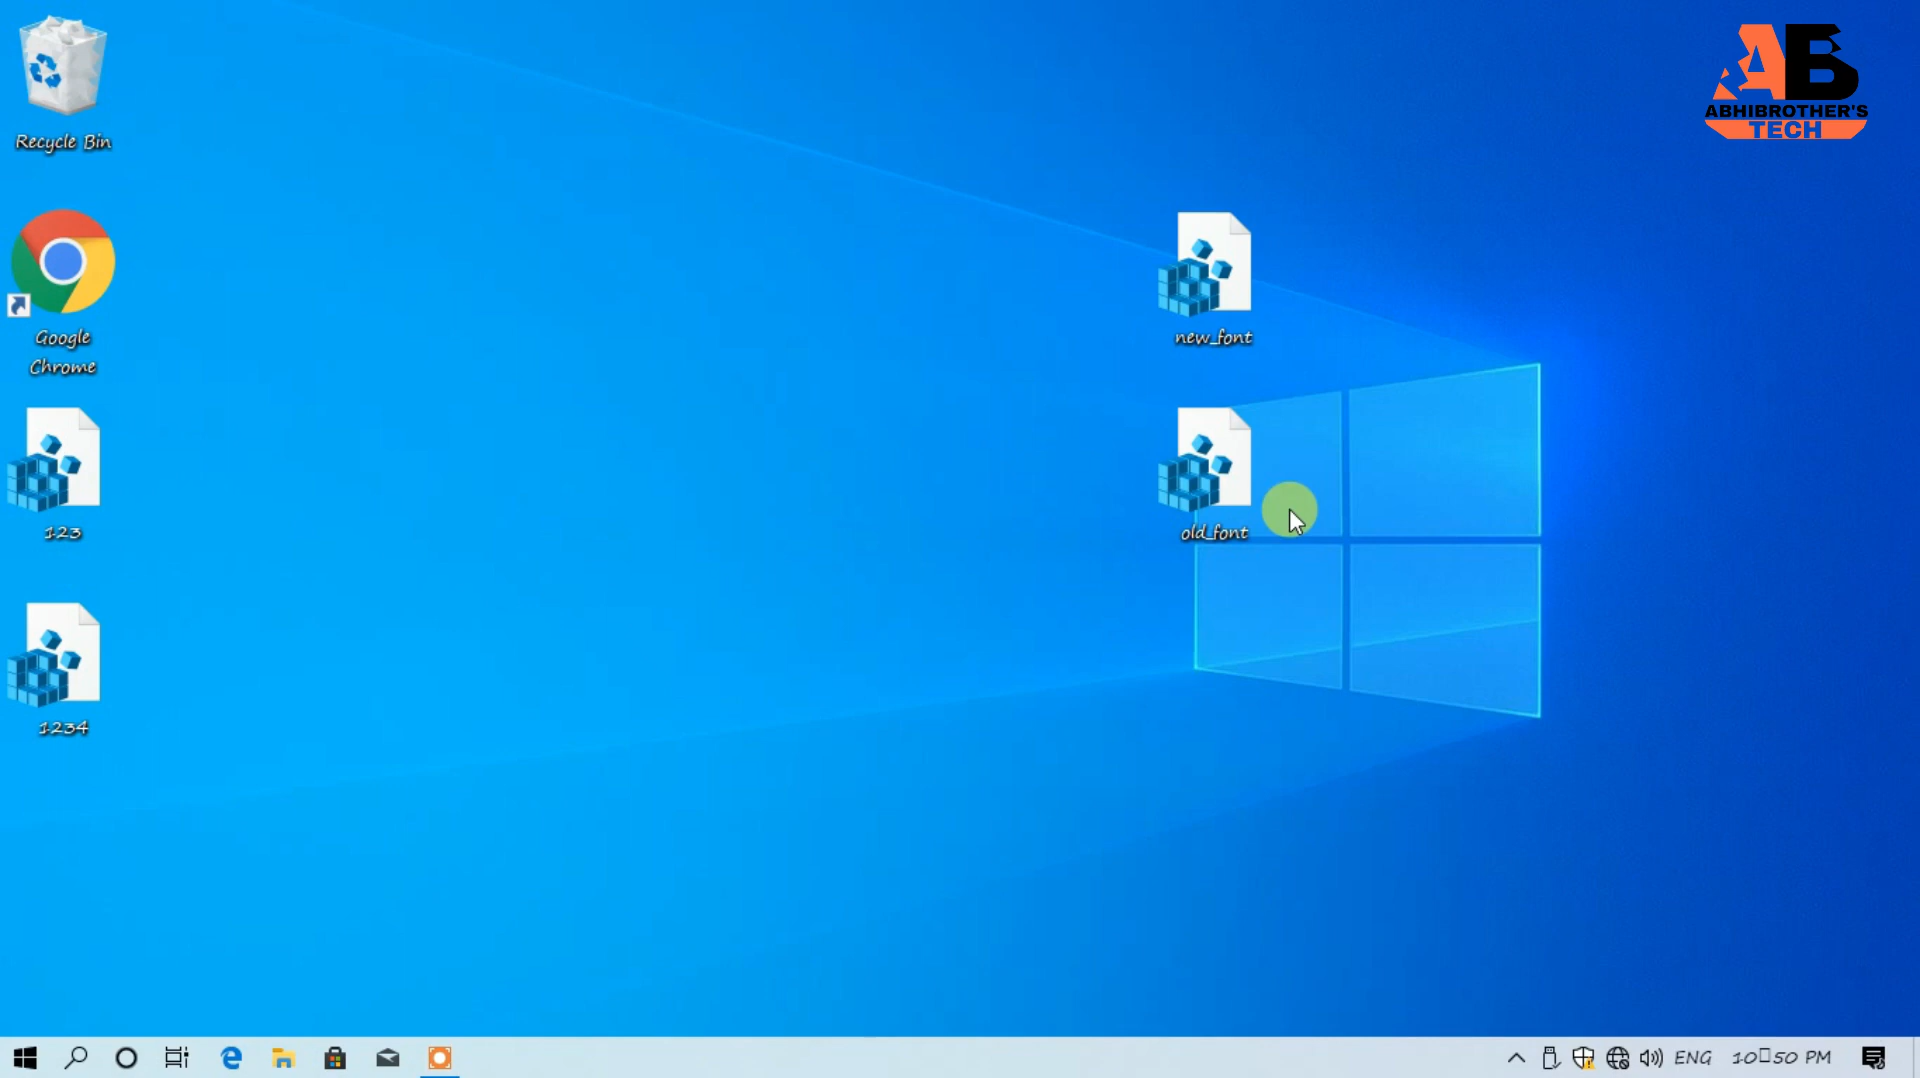 Recycle Bin
Google
Chrome
123
1234
new_font
old_font
AB
ABHIBROTHER'S
TECH
ENG
10□50 PM